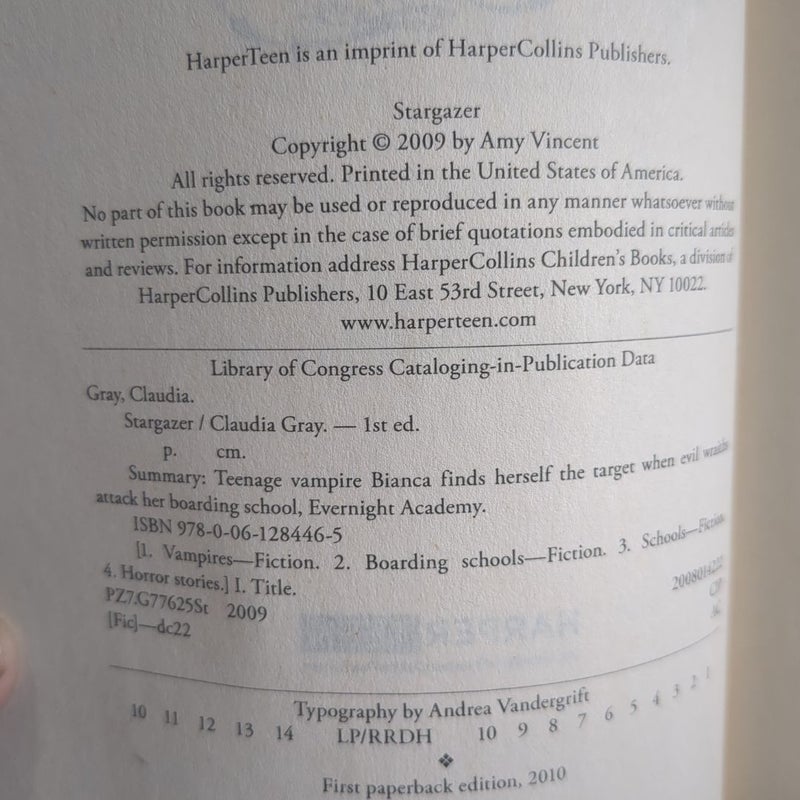 HarperTeen is an imprint of HarperCollins Publishers.
Stargazer
Copyright © 2009 by Amy Vincent
All rights reserved. Printed in the United States of America.
No part of this book may be used or reproduced in any manner whatsoever without
written permission except in the case of brief quotations embodied in critical articles
and reviews. For information address HarperCollins Children's Books, a division of
HarperCollins Publishers, 10 East 53rd Street, New York, NY 10022.
www.harperteen.com
Library of Congress Cataloging-in-Publication Data
Gray, Claudia.
Stargazer / Claudia Gray. — 1st ed.
p. cm.
Summary: Teenage vampire Bianca finds herself the target when evil wraiths
attack her boarding school, Evernight Academy.
ISBN 978-0-06-128446-5
[1. Vampires—Fiction. 2. Boarding schools—Fiction. 3. Schools—Fiction.
4. Horror stories.] I. Title.
PZ7.G77625St 2009
[Fic]—dc22
Typography by Andrea Vandergrift
10 11 12 13 14 LP/RRDH 10 9 8 7 6 5 4 3 2 1
❖
First paperback edition, 2010